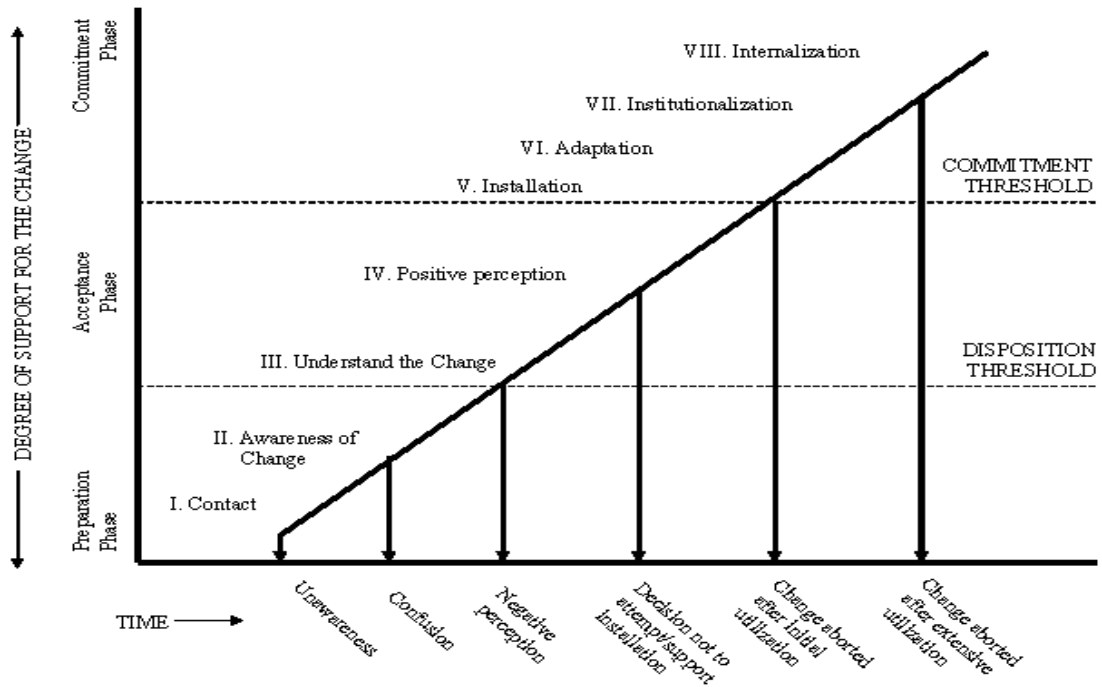 DEGREE OF SUPPORT FOR THE CHANGE
Commitment
Phase
Acceptance
Phase
Preparation
Phase
VIII. Internalization
VII. Institutionalization
VI. Adaptation
V. Installation
COMMITMENT
THRESHOLD
IV. Positive perception
III. Understand the Change
DISPOSITION
THRESHOLD
II. Awareness of
Change
I. Contact
TIME
Unawareness
Confusion
Negative
perception
Decision not to
attempt/support
installation
Change aborted
after initial
utilization
Change aborted
after extensive
utilization